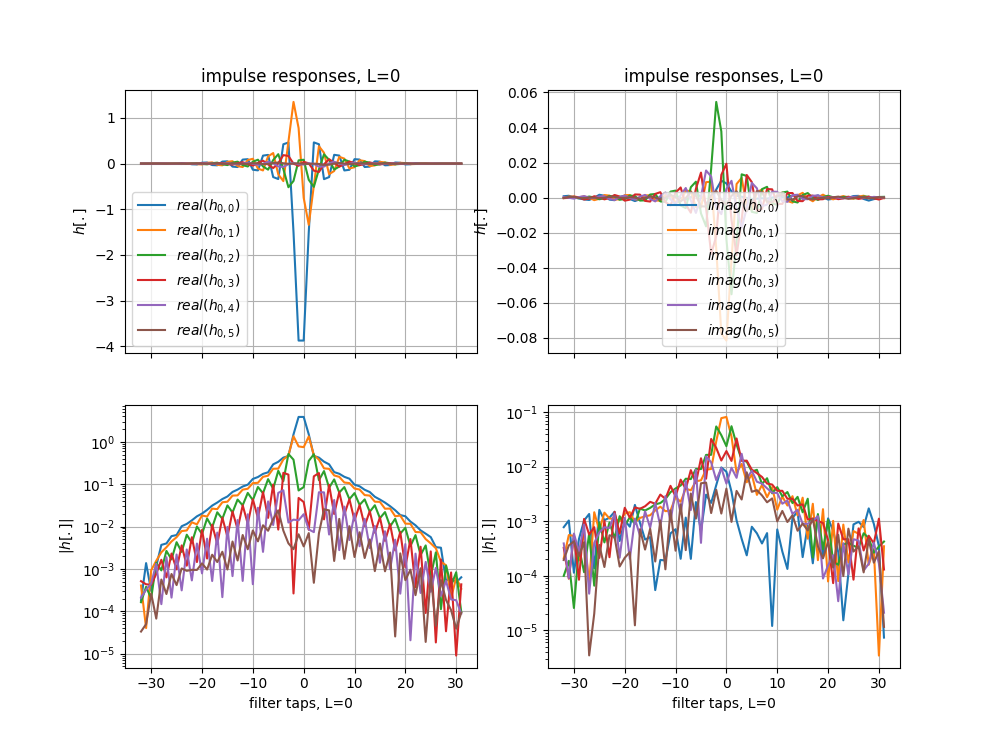 impulse responses, L=0
h[.]
1
0
−1
−2
−3
−4
real(h0,0)
real(h0,1)
real(h0,2)
real(h0,3)
real(h0,4)
real(h0,5)
impulse responses, L=0
h[.]
0.06
0.04
0.02
0.00
−0.02
−0.04
−0.06
−0.08
imag(h0,0)
imag(h0,1)
imag(h0,2)
imag(h0,3)
imag(h0,4)
imag(h0,5)
|h[.]|
10⁰
10⁻¹
10⁻²
10⁻³
10⁻⁴
10⁻⁵
−30 −20 −10 0 10 20 30
filter taps, L=0
|h[.]|
10⁻¹
10⁻²
10⁻³
10⁻⁴
10⁻⁵
−30 −20 −10 0 10 20 30
filter taps, L=0